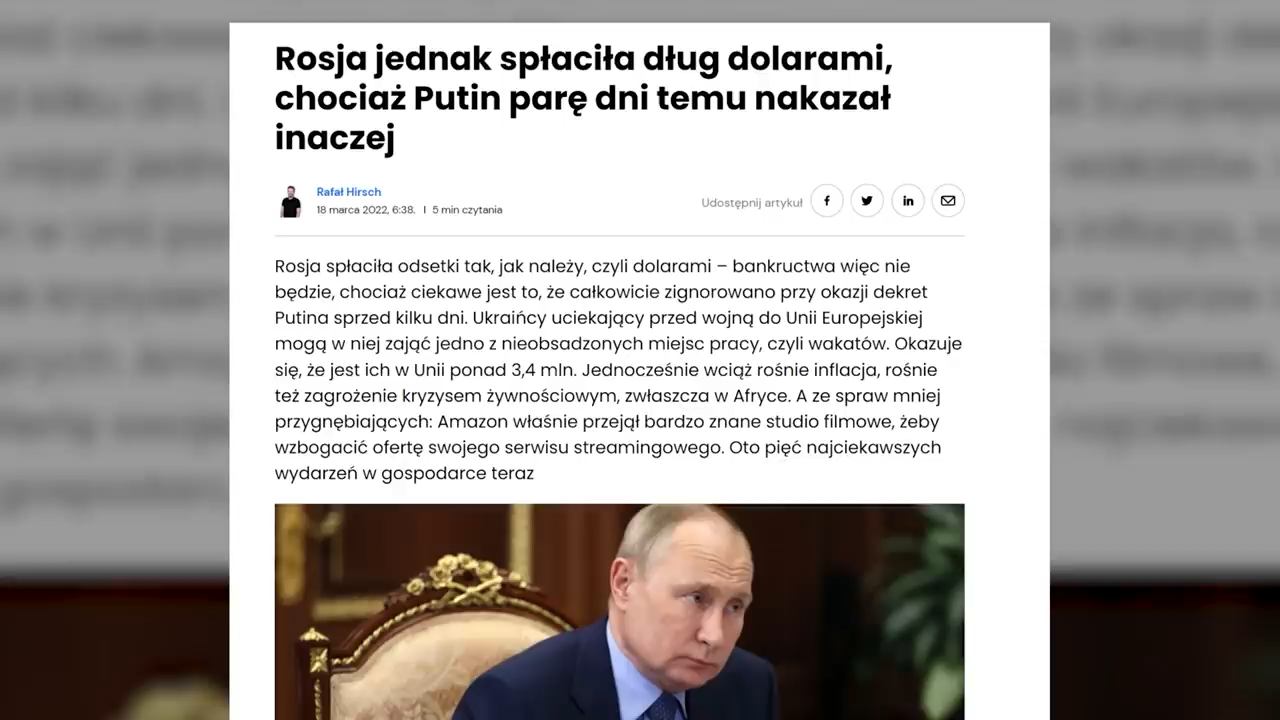 Rosja jednak spłaciła dług dolarami,
chociaż Putin parę dni temu nakazał
inaczej
Rafał Hirsch
18 marca 2022, 6:38. | 5 min czytania
Udostępnij artykuł
Rosja spłaciła odsetki tak, jak należy, czyli dolarami – bankructwa więc nie
będzie, chociaż ciekawe jest to, że całkowicie zignorowano przy okazji dekret
Putina sprzed kilku dni. Ukraińcy uciekający przed wojną do Unii Europejskiej
mogą w niej zająć jedno z nieobsadzonych miejsc pracy, czyli wakatów. Okazuje
się, że jest ich w Unii ponad 3,4 mln. Jednocześnie wciąż rośnie inflacja, rośnie
też zagrożenie kryzysem żywnościowym, zwłaszcza w Afryce. A ze spraw mniej
przygnębiających: Amazon właśnie przejął bardzo znane studio filmowe, żeby
wzbogacić ofertę swojego serwisu streamingowego. Oto pięć najciekawszych
wydarzeń w gospodarce teraz